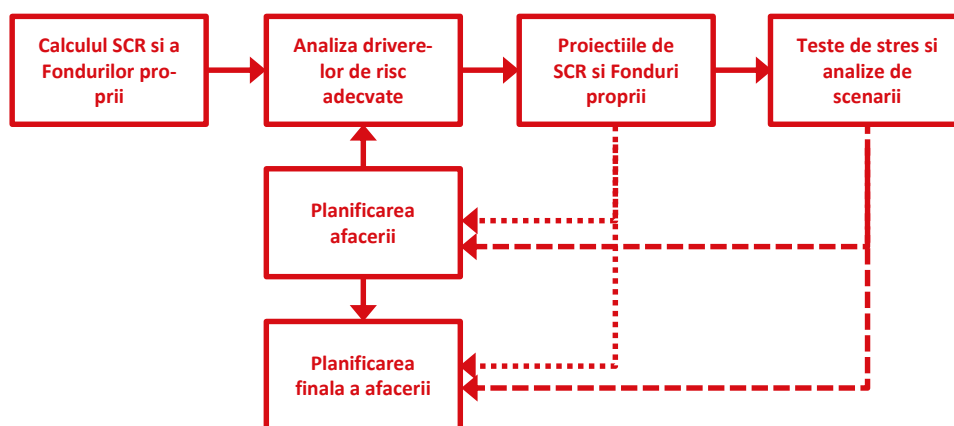 Calculul SCR si a
Fondurilor pro-
prii
Analiza drivere-
lor de risc
adecvate
Proiectiile de
SCR si Fonduri
proprii
Teste de stres si
analize de
scenarii
Planificarea
afacerii
Planificarea
finala a afacerii